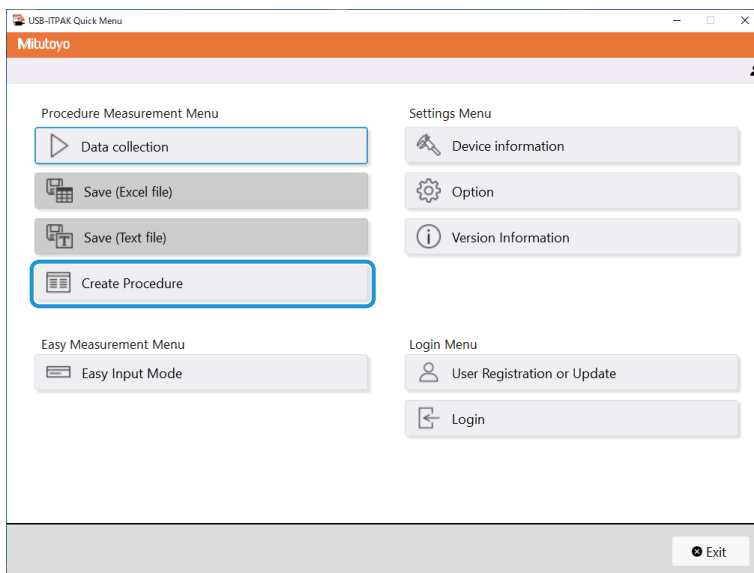 USB-ITPAK Quick Menu
Mitutoyo
Procedure Measurement Menu
Data collection
Save (Excel file)
Save (Text file)
Create Procedure
Easy Measurement Menu
Easy Input Mode
Settings Menu
Device information
Option
Version Information
Login Menu
User Registration or Update
Login
Exit